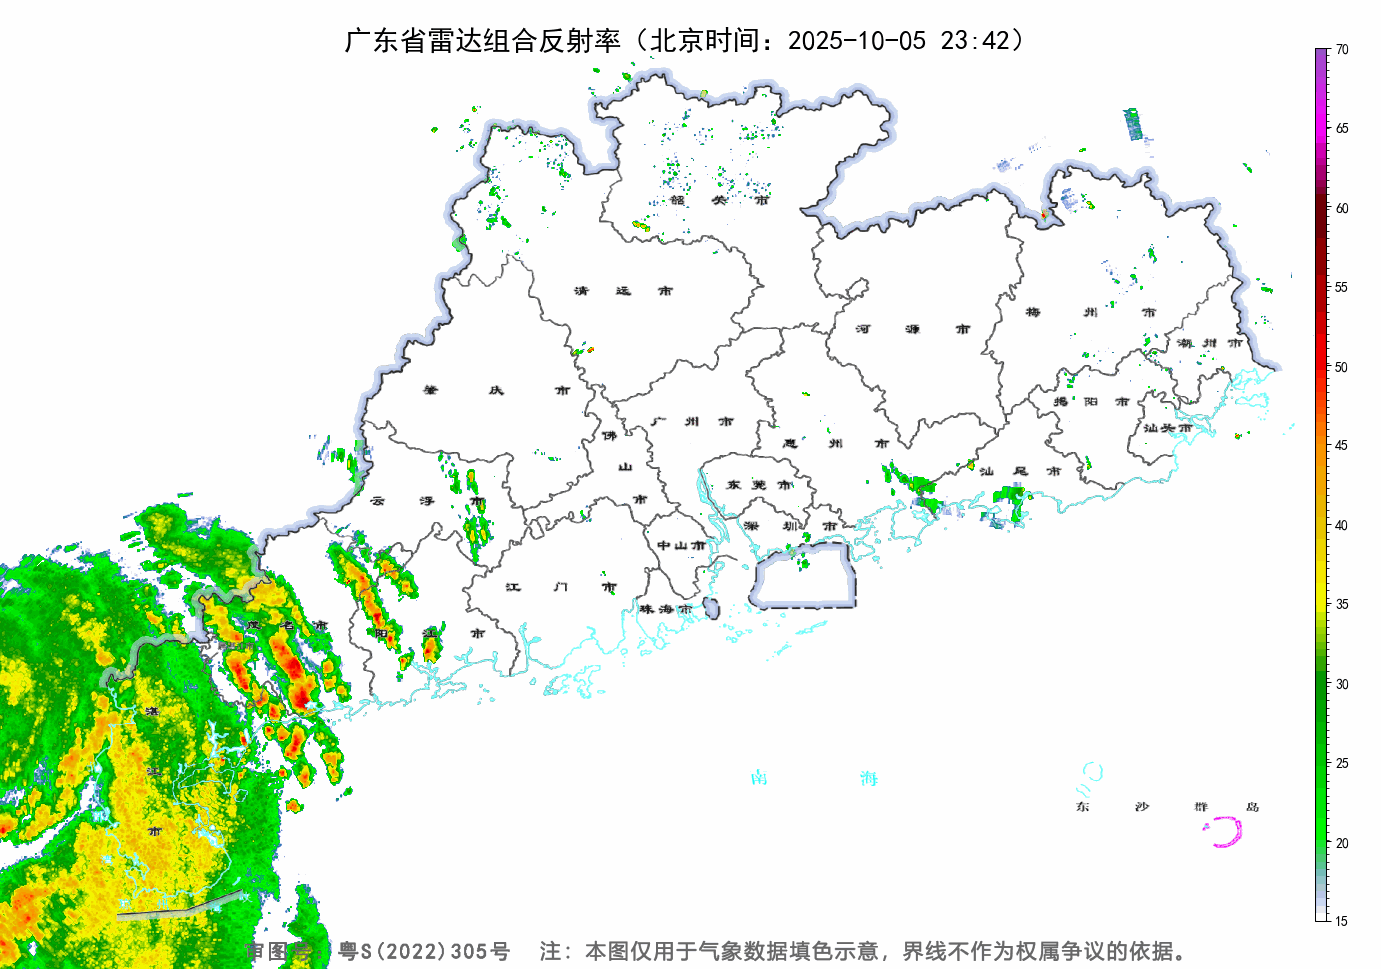 广东省雷达组合反射率（北京时间：2025-10-05 23:42）
70
65
60
55
50
45
40
35
30
25
20
15
韶关市
清远市
河源市
梅州市
潮州市
肇庆市
揭阳市
汕头市
广州市
佛山市
惠州市
汕尾市
云浮市
东莞市
深圳市
中山市
江门市
珠海市
茂名市
阳江市
湛江市
南海
东沙群岛
审图号：粤S(2022)305号 注：本图仅用于气象数据填色示意，界线不作为权属争议的依据。